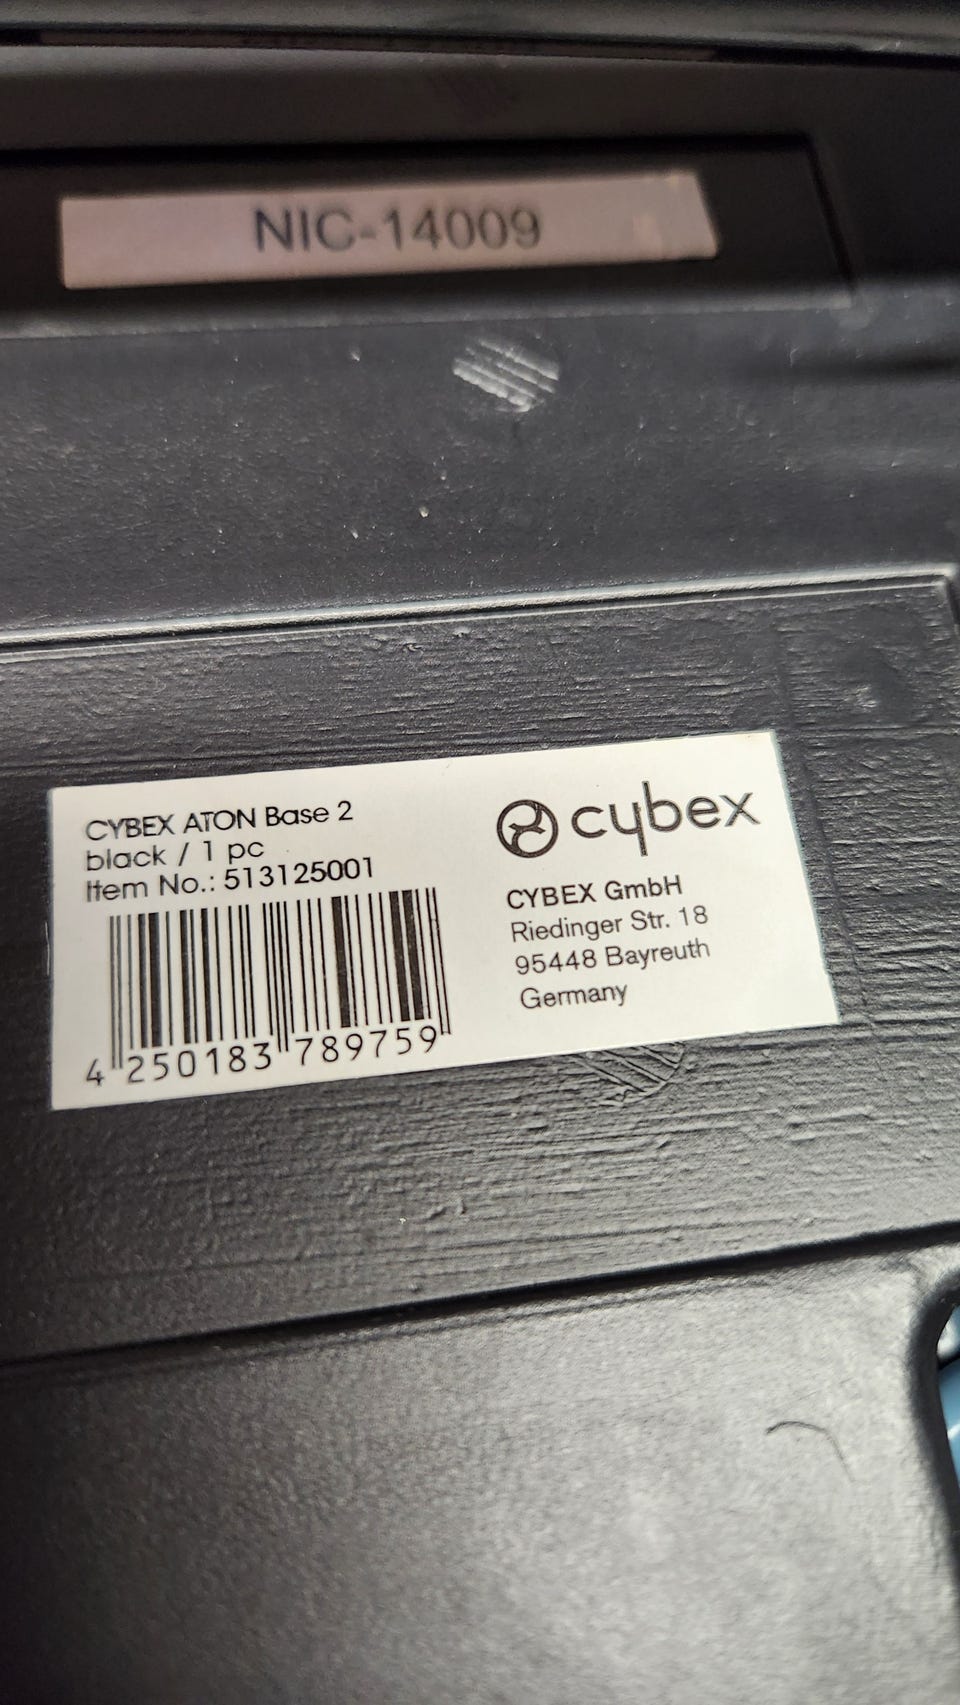 NIC-14009
CYBEX ATON Base 2
black / 1 pc
Item No.: 513125001
4 250183 789759
cybex
CYBEX GmbH
Riedinger Str. 18
95448 Bayreuth
Germany